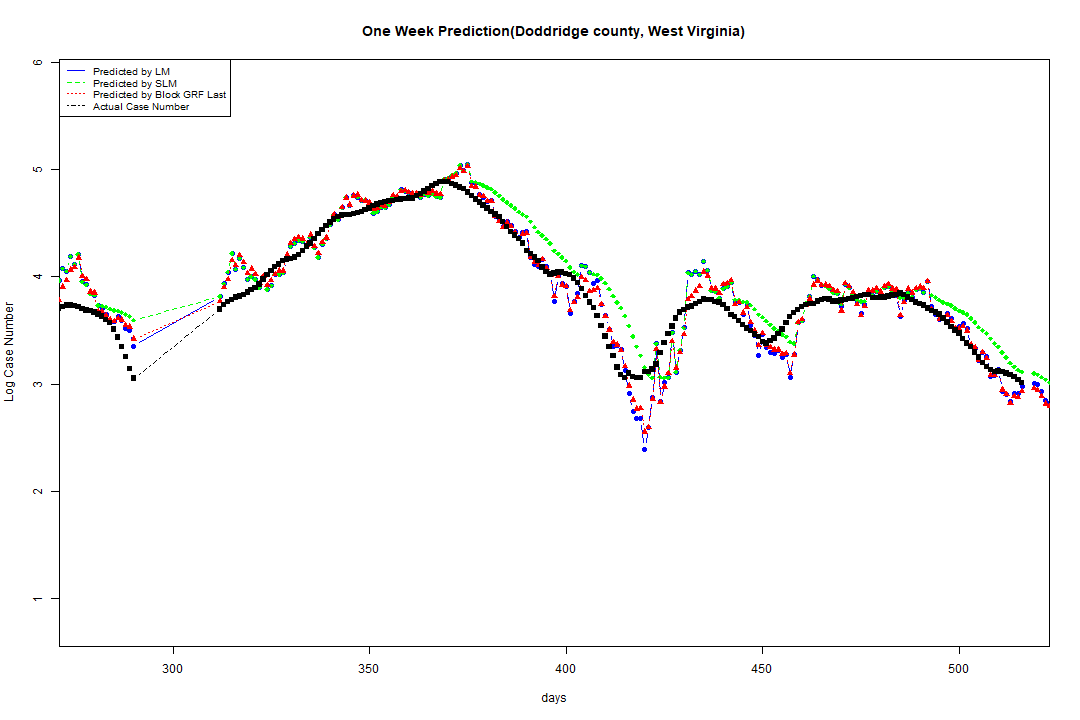 One Week Prediction(Doddridge county, West Virginia)
Predicted by LM
Predicted by SLM
Predicted by Block GRF Last
Actual Case Number
6
5
4
3
2
1
Log Case Number
300 350 400 450 500
days